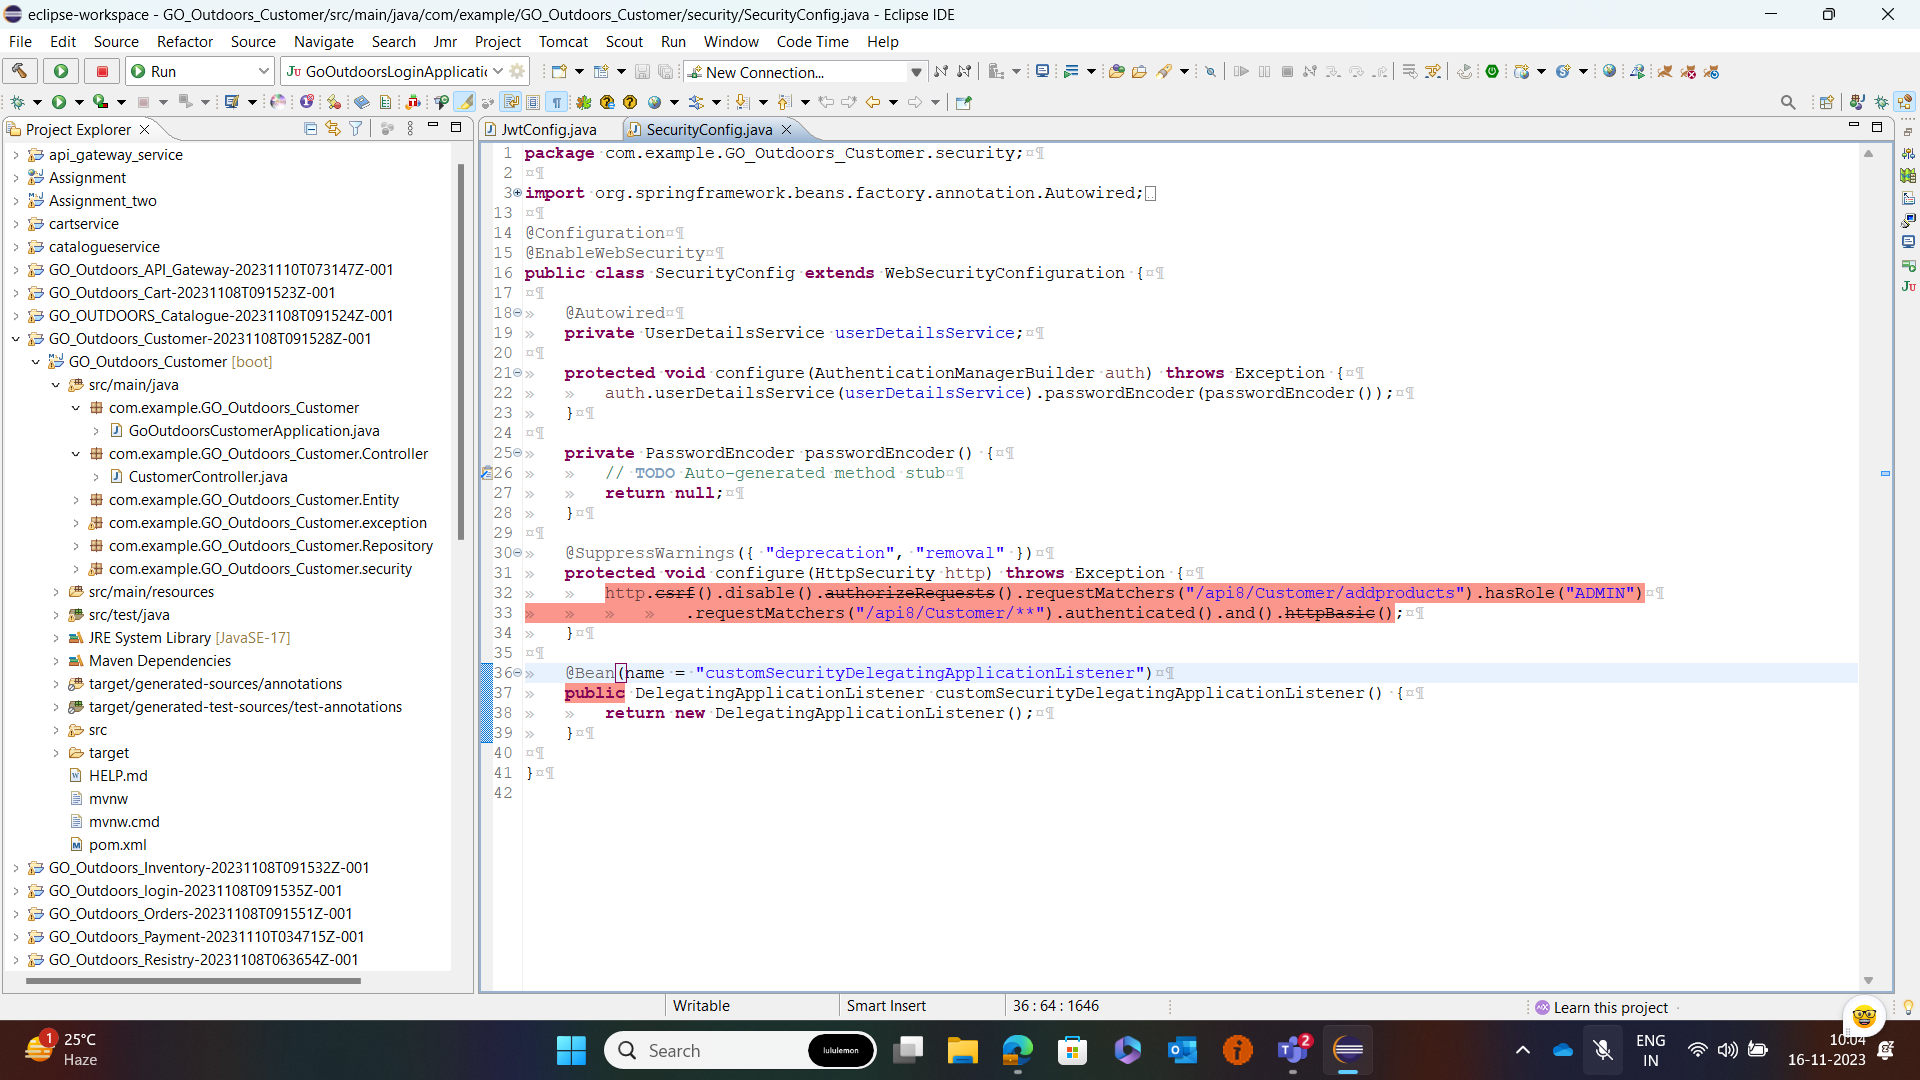 eclipse-workspace - GO_Outdoors_Customer/src/main/java/com/example/GO_Outdoors_Customer/security/SecurityConfig.java - Eclipse IDE
File Edit Source Refactor Source Navigate Search Jmr Project Tomcat Scout Run Window Code Time Help
Run
GoOutdoorsLoginApplicatic
New Connection...
Project Explorer
api_gateway_service
Assignment
Assignment_two
cartservice
catalogueservice
GO_Outdoors_API_Gateway-20231110T073147Z-001
GO_Outdoors_Cart-20231108T091523Z-001
GO_OUTDOORS_Catalogue-20231108T091524Z-001
GO_Outdoors_Customer-20231108T091528Z-001
GO_Outdoors_Customer [boot]
src/main/java
com.example.GO_Outdoors_Customer
GoOutdoorsCustomerApplication.java
com.example.GO_Outdoors_Customer.Controller
CustomerController.java
com.example.GO_Outdoors_Customer.Entity
com.example.GO_Outdoors_Customer.exception
com.example.GO_Outdoors_Customer.Repository
com.example.GO_Outdoors_Customer.security
src/main/resources
src/test/java
JRE System Library [JavaSE-17]
Maven Dependencies
target/generated-sources/annotations
target/generated-test-sources/test-annotations
src
target
HELP.md
mvnw
mvnw.cmd
pom.xml
GO_Outdoors_Inventory-20231108T091532Z-001
GO_Outdoors_login-20231108T091535Z-001
GO_Outdoors_Orders-20231108T091551Z-001
GO_Outdoors_Payment-20231110T034715Z-001
GO_Outdoors_Resistry-20231108T063654Z-001
JwtConfig.java
SecurityConfig.java
1 package com.example.GO_Outdoors_Customer.security;
2
3 import org.springframework.beans.factory.annotation.Autowired;
13
14 @Configuration
15 @EnableWebSecurity
16 public class SecurityConfig extends WebSecurityConfiguration {
17
18 @Autowired
19 private UserDetailsService userDetailsService;
20
21 protected void configure(AuthenticationManagerBuilder auth) throws Exception {
22 auth.userDetailsService(userDetailsService).passwordEncoder(passwordEncoder());
23 }
24
25 private PasswordEncoder passwordEncoder() {
26 // TODO Auto-generated method stub
27 return null;
28 }
29
30 @SuppressWarnings({ "deprecation", "removal" })
31 protected void configure(HttpSecurity http) throws Exception {
32 http.csrf().disable().authorizeRequests().requestMatchers("/api8/Customer/addproducts").hasRole("ADMIN")
33 .requestMatchers("/api8/Customer/**").authenticated().and().httpBasic();
34 }
35
36 @Bean(name = "customSecurityDelegatingApplicationListener")
37 public DelegatingApplicationListener customSecurityDelegatingApplicationListener() {
38 return new DelegatingApplicationListener();
39 }
40
41 }
42
Writable Smart Insert 36 : 64 : 1646
Learn this project
1 25°C
Haze
Search
lululemon
2
ENG
IN
10:04
16-11-2023